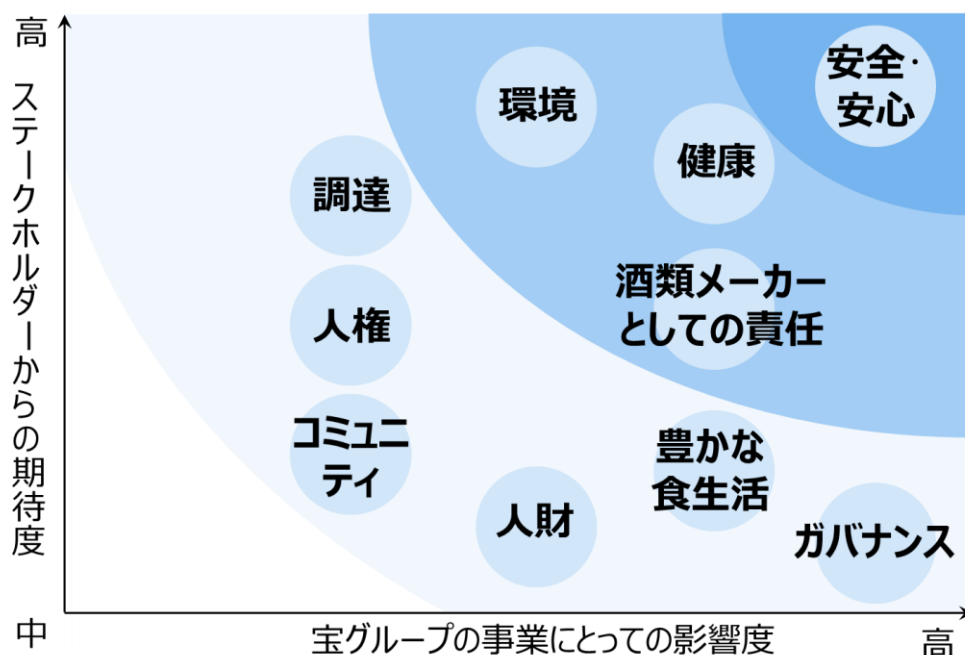 高
ステークホルダーからの期待度
中
安全・
安心
環境
健康
調達
酒類メーカー
としての責任
人権
コミュニ
ティ
豊かな
食生活
人財
ガバナンス
宝グループの事業にとっての影響度
高